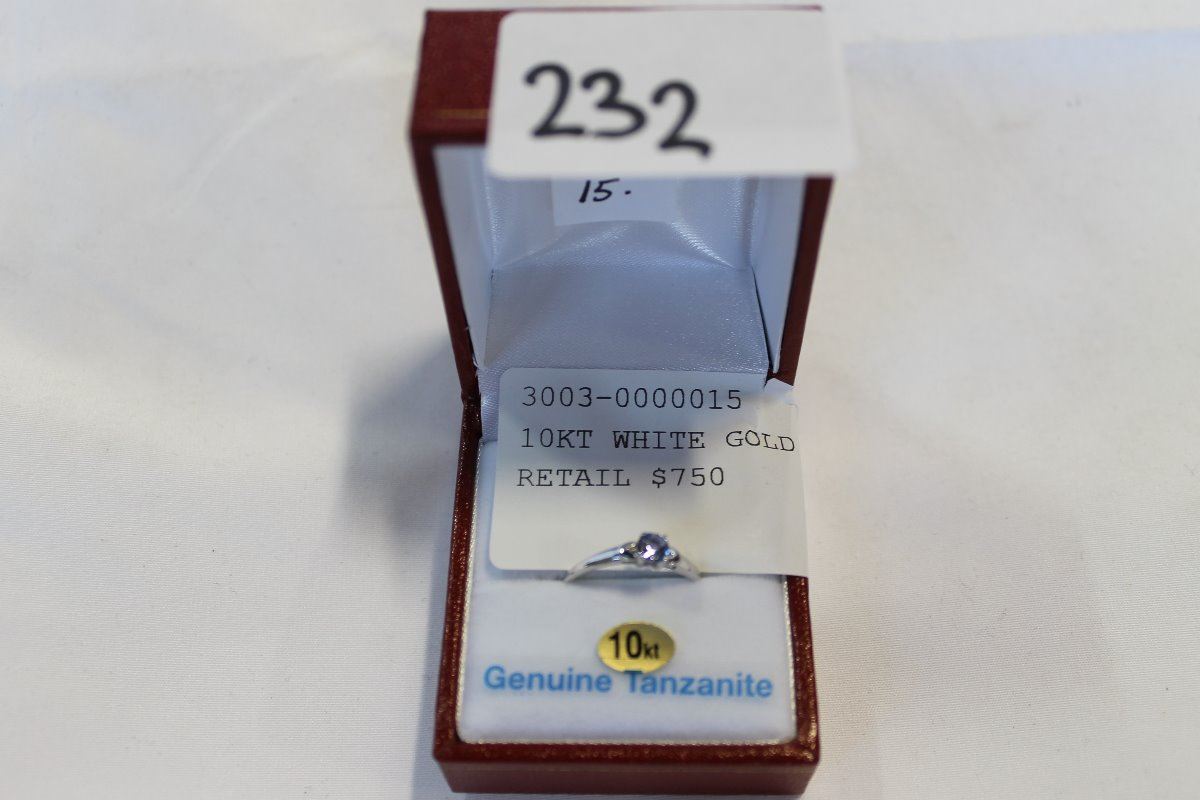 232
15.
3003-0000015
10KT WHITE GOLD
RETAIL $750
10kt
Genuine Tanzanite